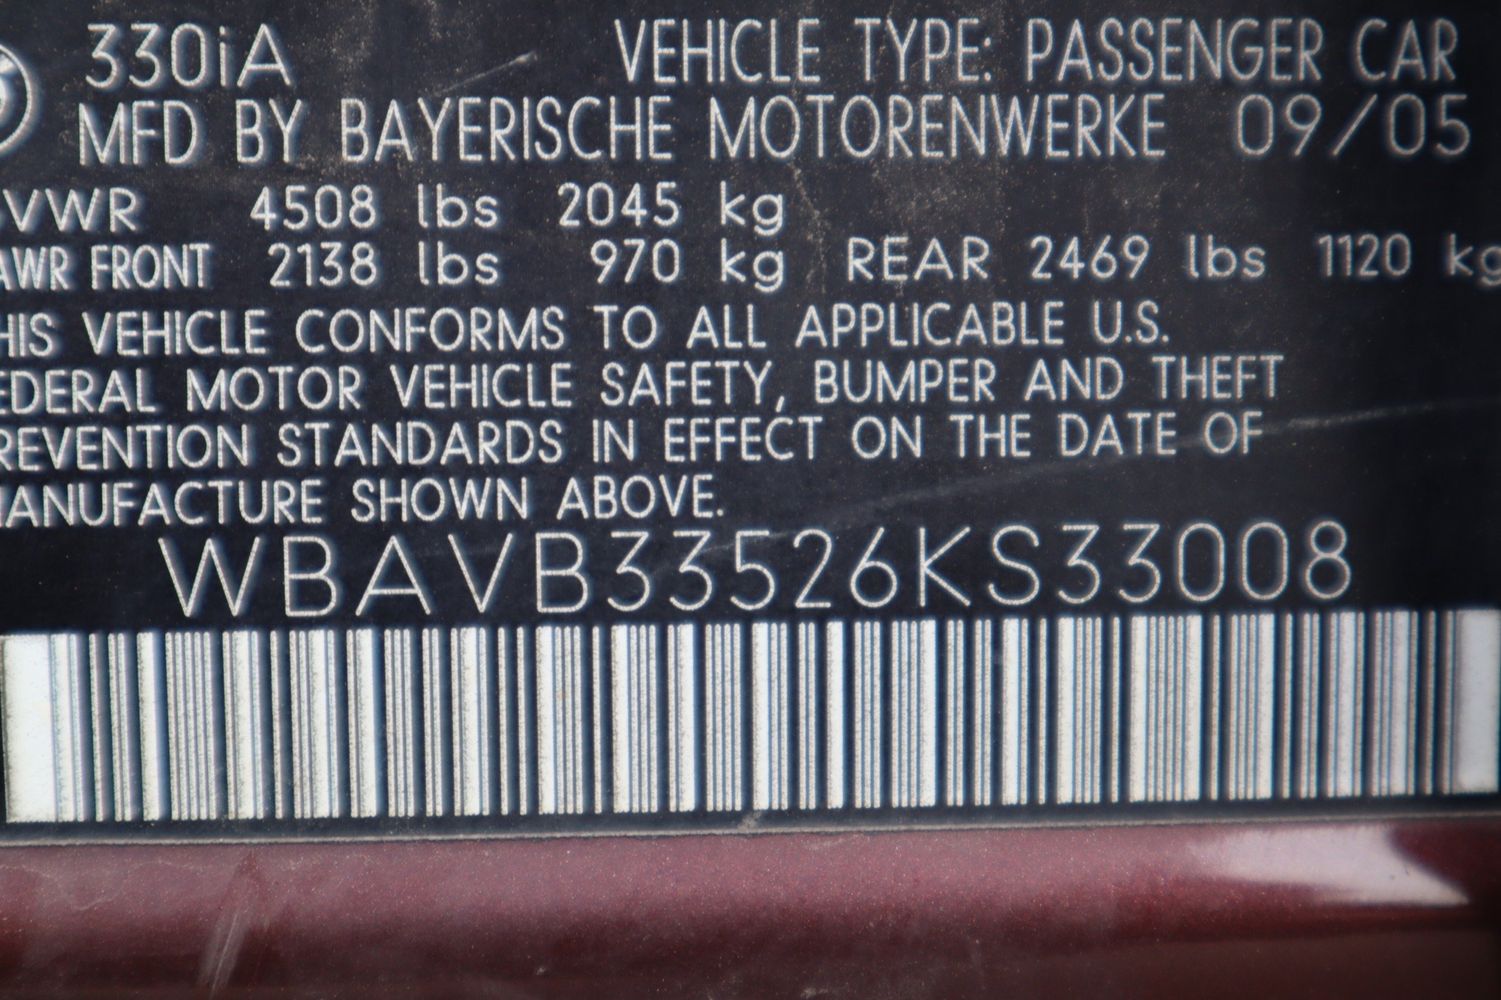 330iA VEHICLE TYPE: PASSENGER CAR
MFD BY BAYERISCHE MOTORENWERKE 09/05
VWR 4508 lbs 2045 kg
AWR FRONT 2138 lbs 970 kg REAR 2469 lbs 1120 kg
HIS VEHICLE CONFORMS TO ALL APPLICABLE U.S.
EDERAL MOTOR VEHICLE SAFETY, BUMPER AND THEFT
REVENTION STANDARDS IN EFFECT ON THE DATE OF
MANUFACTURE SHOWN ABOVE.
WBAVB33526KS33008